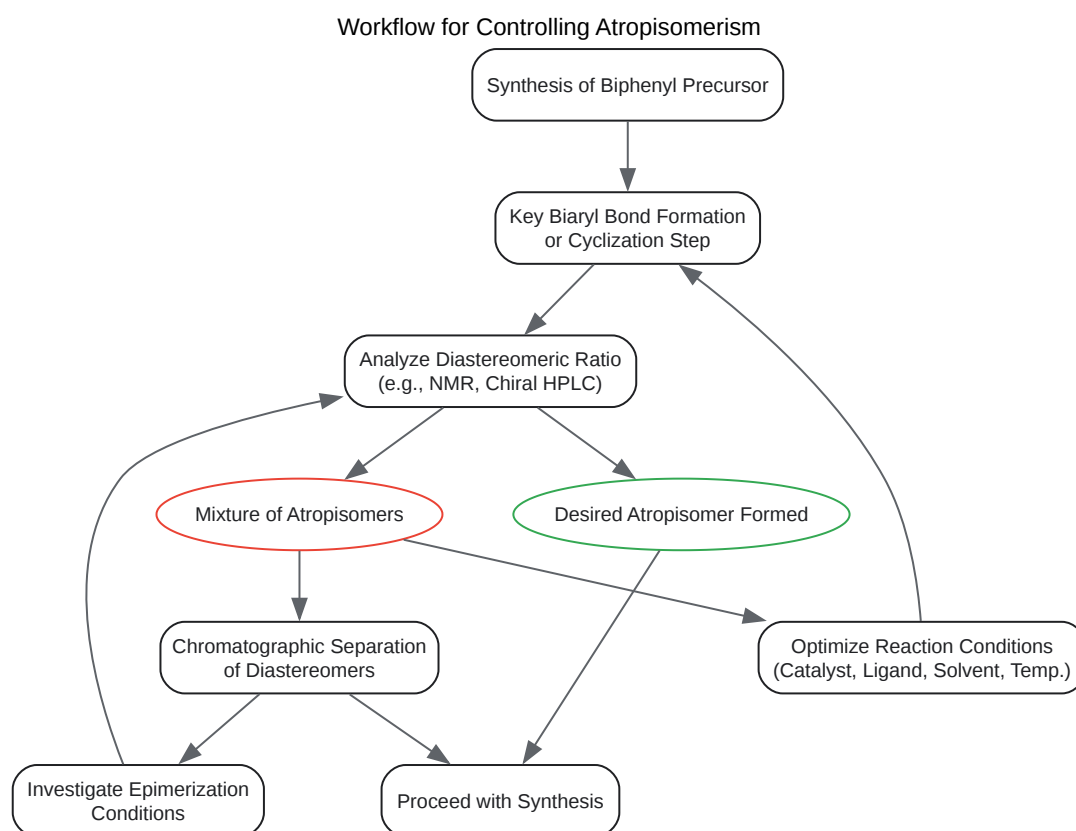 Workflow for Controlling Atropisomerism
Synthesis of Biphenyl Precursor
Key Biaryl Bond Formation
or Cyclization Step
Analyze Diastereomeric Ratio
(e.g., NMR, Chiral HPLC)
Mixture of Atropisomers
Desired Atropisomer Formed
Chromatographic Separation
of Diastereomers
Optimize Reaction Conditions
(Catalyst, Ligand, Solvent, Temp.)
Investigate Epimerization
Conditions
Proceed with Synthesis